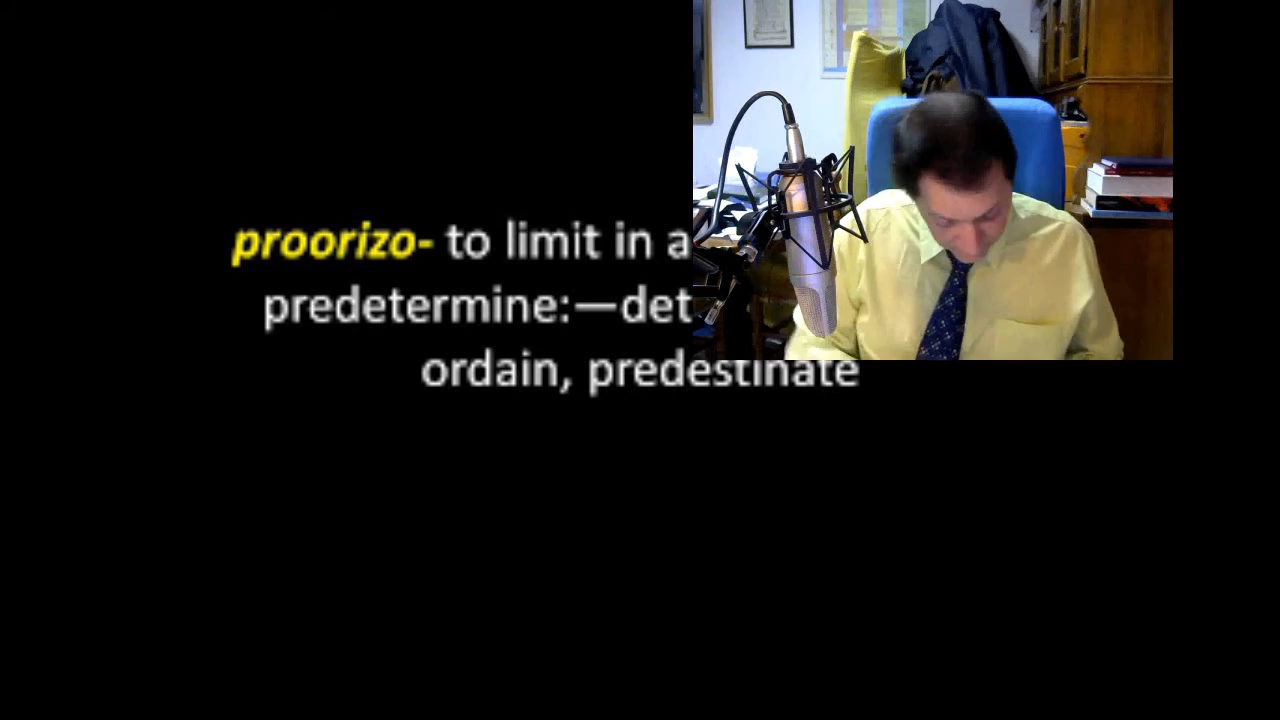 proorizo- to limit in a
predetermine:—det
ordain, predestinate